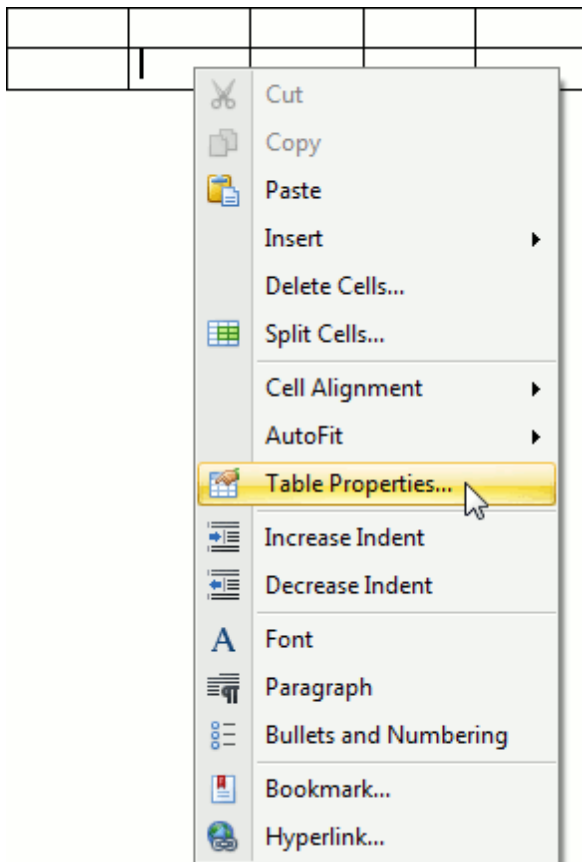 Cut
Copy
Paste
Insert
Delete Cells...
Split Cells...
Cell Alignment
AutoFit
Table Properties...
Increase Indent
Decrease Indent
Font
Paragraph
Bullets and Numbering
Bookmark...
Hyperlink...